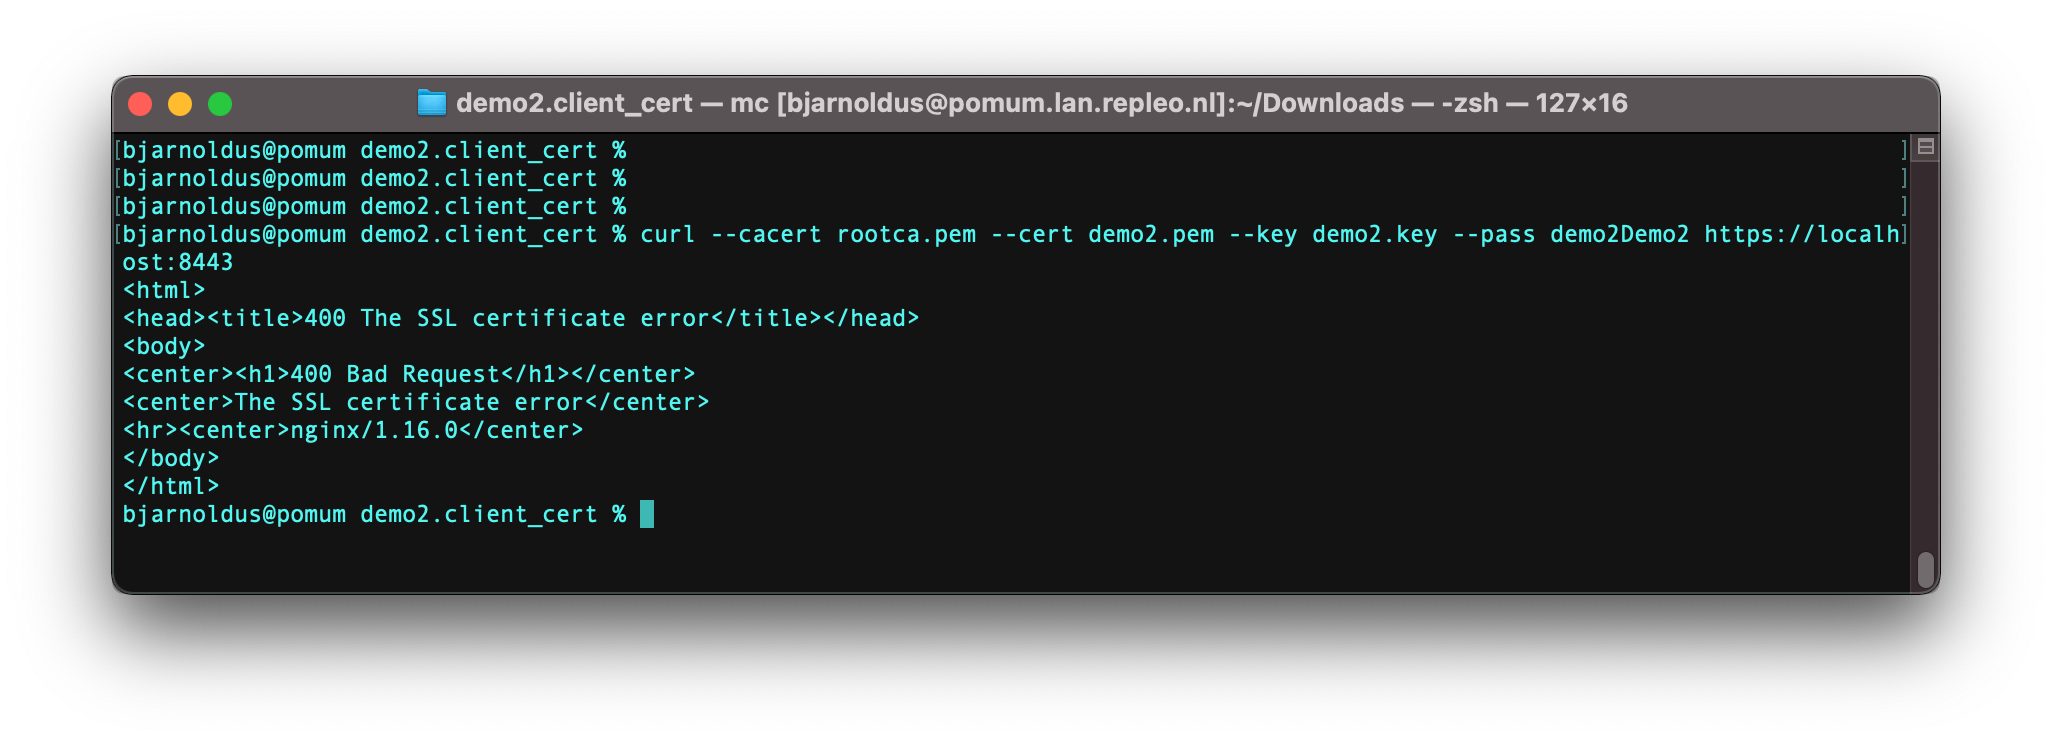 demo2.client_cert — mc [bjarnoldus@pomum.lan.repleo.nl]:~/Downloads — -zsh — 127×16
[bjarnoldus@pomum demo2.client_cert % ]
[bjarnoldus@pomum demo2.client_cert % ]
[bjarnoldus@pomum demo2.client_cert % ]
[bjarnoldus@pomum demo2.client_cert % curl --cacert rootca.pem --cert demo2.pem --key demo2.key --pass demo2Demo2 https://localh]
ost:8443
<html>
<head><title>400 The SSL certificate error</title></head>
<body>
<center><h1>400 Bad Request</h1></center>
<center>The SSL certificate error</center>
<hr><center>nginx/1.16.0</center>
</body>
</html>
bjarnoldus@pomum demo2.client_cert %